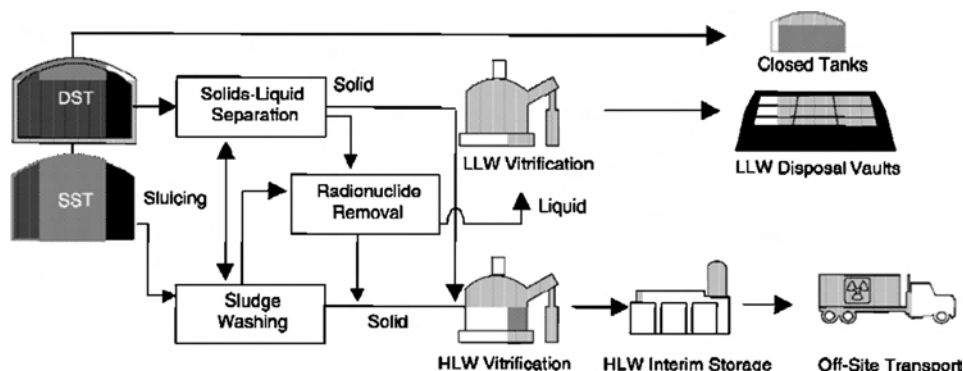 Closed Tanks
DST
Solids-Liquid
Separation
Solid
LLW Vitrification
LLW Disposal Vaults
SST
Sluicing
Radionuclide
Removal
Liquid
Sludge
Washing
Solid
HLW Vitrification
HLW Interim Storage
Off-Site Transport